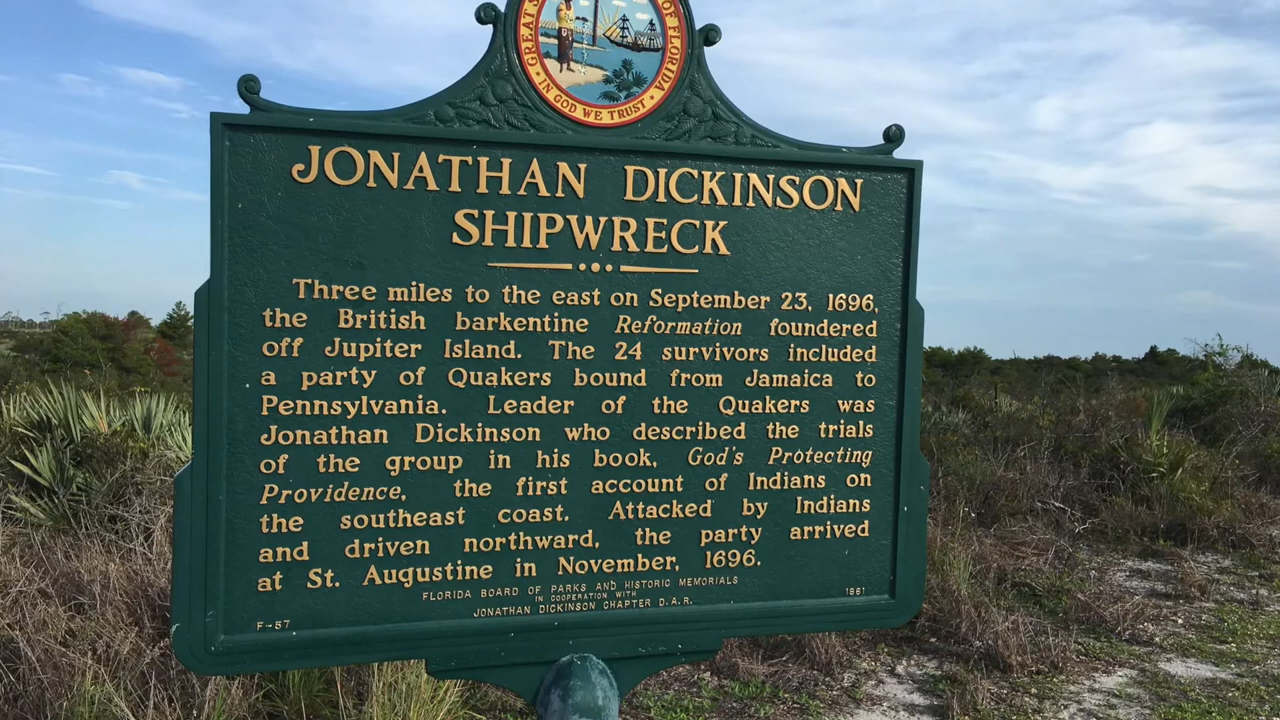 GREAT S
OF FLORIDA
IN GOD WE TRUST
JONATHAN DICKINSON
SHIPWRECK
Three miles to the east on September 23, 1696,
the British barkentine Reformation foundered
off Jupiter Island. The 24 survivors included
a party of Quakers bound from Jamaica to
Pennsylvania. Leader of the Quakers was
Jonathan Dickinson who described the trials
of the group in his book, God's Protecting
Providence, the first account of Indians on
the southeast coast. Attacked by Indians
and driven northward, the party arrived
at St. Augustine in November, 1696.
FLORIDA BOARD OF PARKS AND HISTORIC MEMORIALS
IN COOPERATION WITH
JONATHAN DICKINSON CHAPTER D.A.R.
F-57
1961